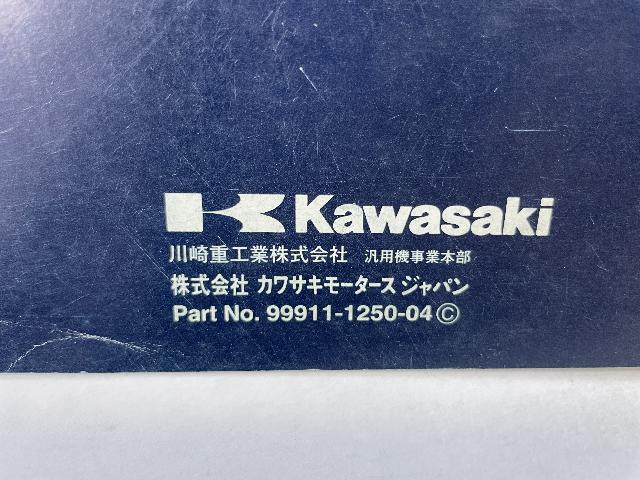 Kawasaki
川崎重工業株式会社 汎用機事業本部
株式会社 カワサキモータース ジャパン
Part No. 99911-1250-04 Ⓒ